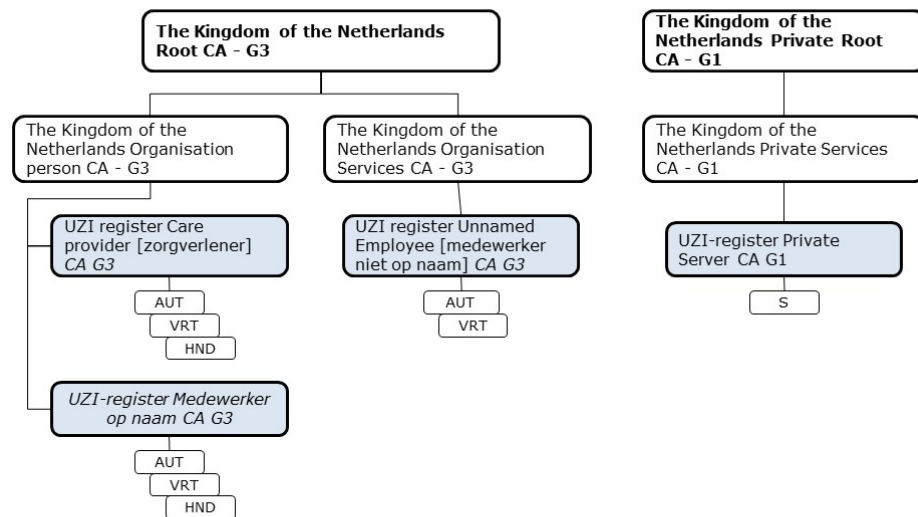 The Kingdom of the Netherlands
Root CA - G3
The Kingdom of the
Netherlands Private Root
CA - G1
The Kingdom of the
Netherlands Organisation
person CA - G3
The Kingdom of the
Netherlands Organisation
Services CA - G3
The Kingdom of the
Netherlands Private Services
CA - G1
UZI register Care
provider [zorgverlener]
CA G3
UZI register Unnamed
Employee [medewerker
niet op naam] CA G3
UZI-register Private
Server CA G1
AUT
VRT
HND
AUT
VRT
S
UZI-register Medewerker
op naam CA G3
AUT
VRT
HND